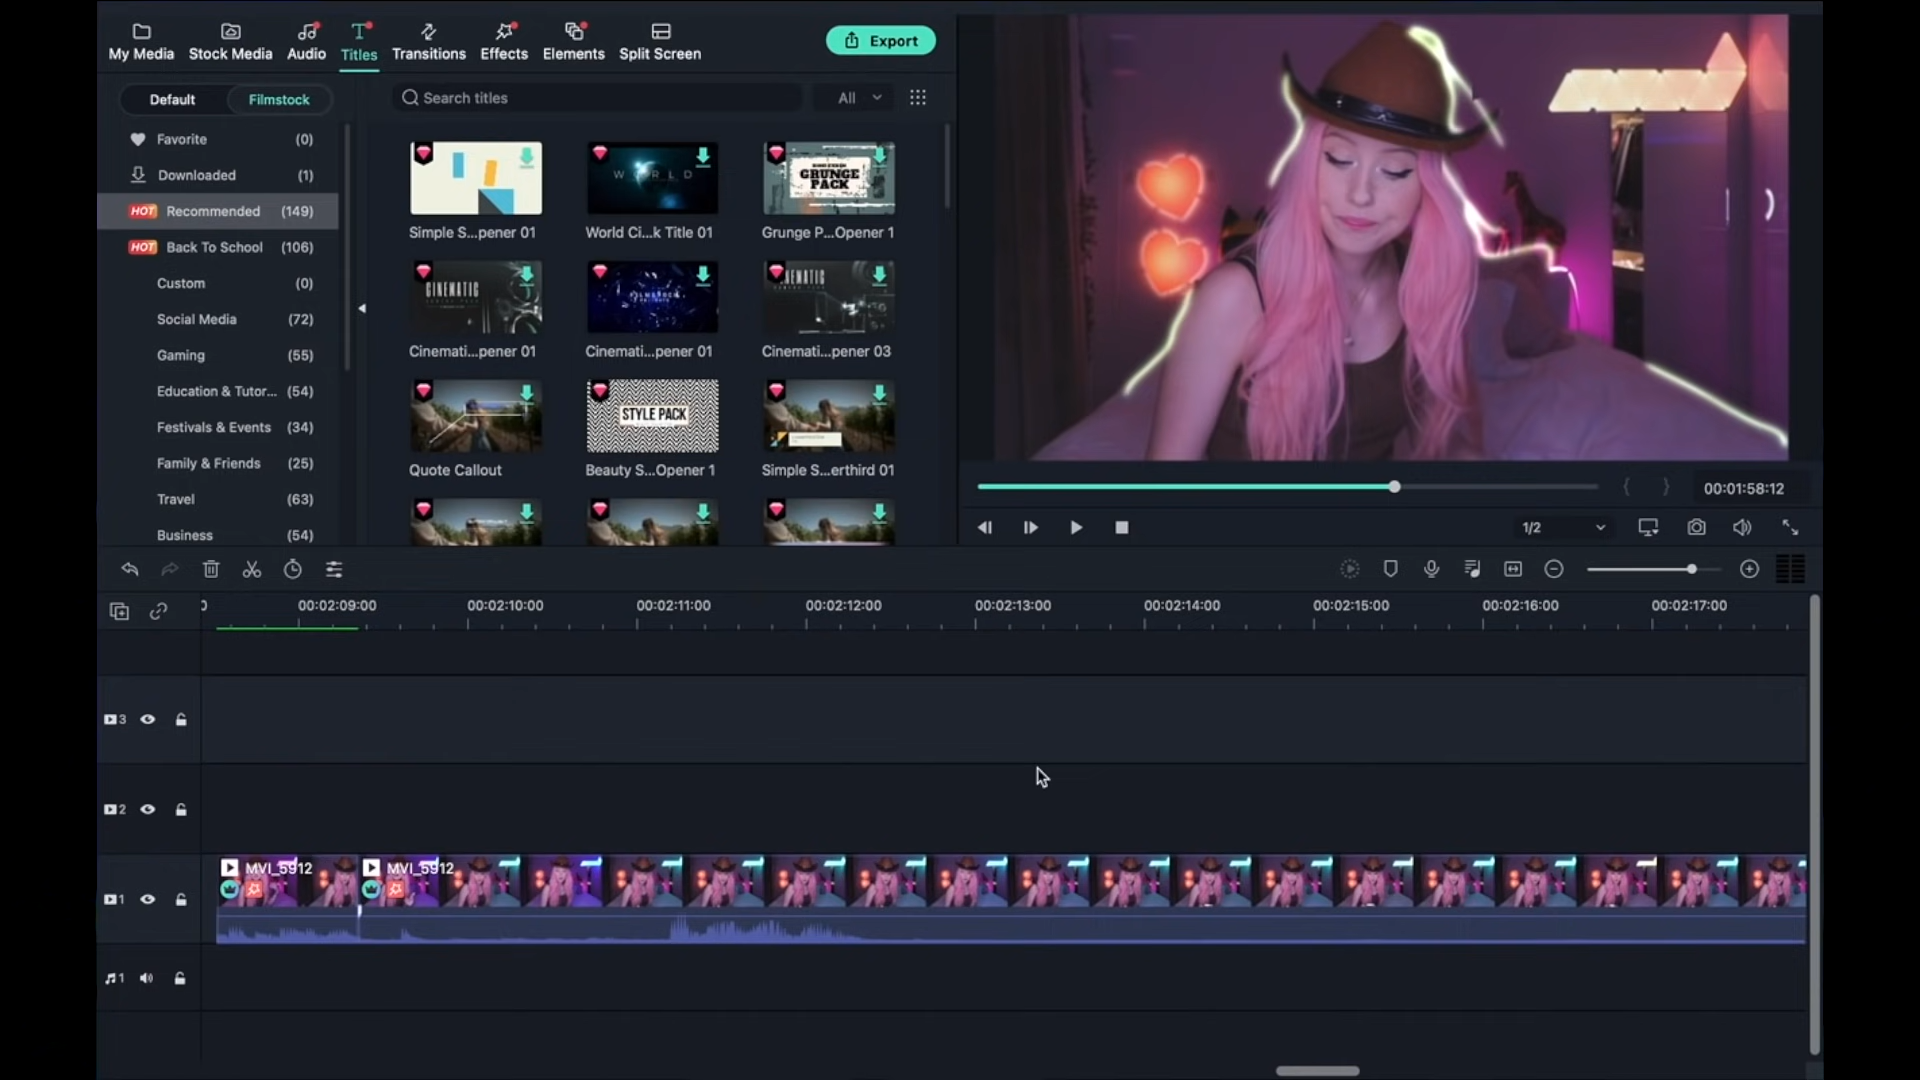 My Media
Stock Media
Audio
Titles
Transitions
Effects
Elements
Split Screen
Export
Default
Filmstock
Search titles
All
Favorite (0)
Downloaded (1)
HOT Recommended (149)
HOT Back To School (106)
Custom (0)
Social Media (72)
Gaming (55)
Education & Tutor... (54)
Festivals & Events (34)
Family & Friends (25)
Travel (63)
Business (54)
WORLD
GRUNGE
PACK
Simple S...pener 01
World Ci...k Title 01
Grunge P...Opener 1
CINEMATIC
Cinemati...pener 01
Cinemati...pener 01
Cinemati...pener 03
STYLE PACK
Quote Callout
Beauty S...Opener 1
Simple S...erthird 01
00:01:58:12
1/2
0
00:02:09:00
00:02:10:00
00:02:11:00
00:02:12:00
00:02:13:00
00:02:14:00
00:02:15:00
00:02:16:00
00:02:17:00
3
2
1
MVI_5912
MVI_5912
1